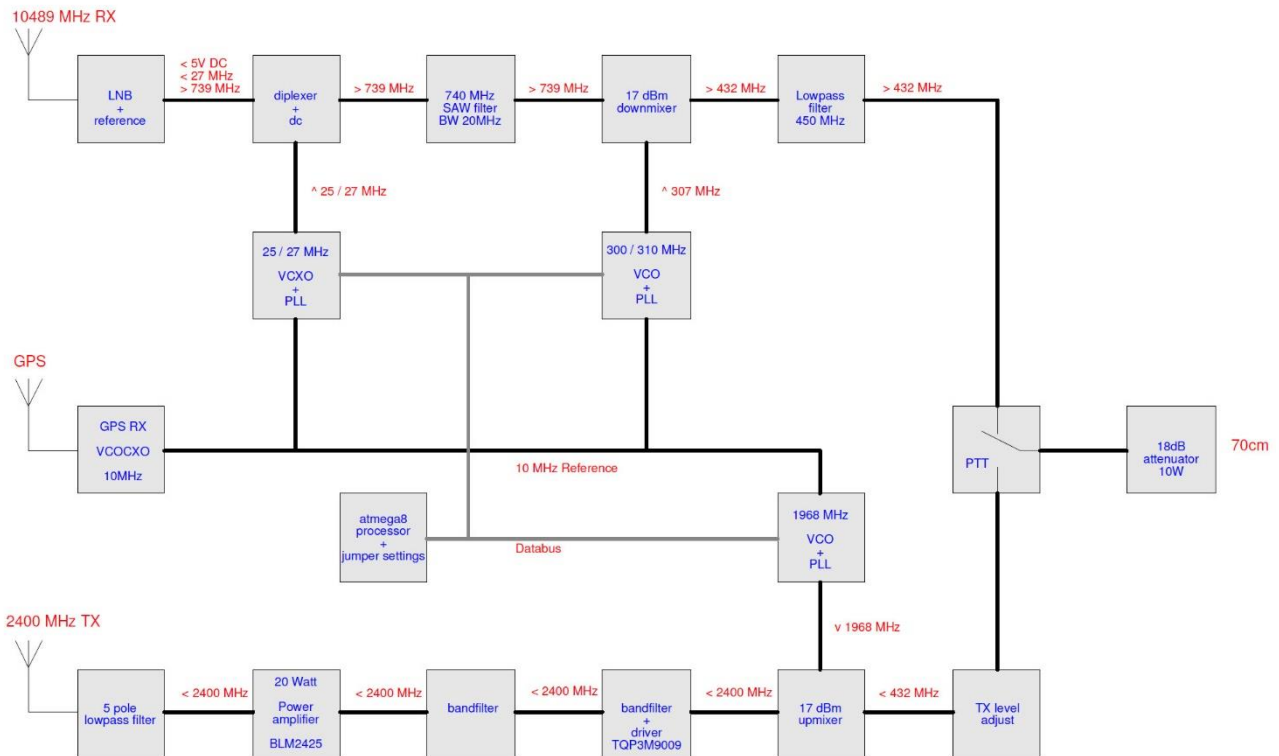 10489 MHz RX
LNB
+
reference
< 5V DC
< 27 MHz
> 739 MHz
diplexer
+
dc
> 739 MHz
740 MHz
SAW filter
BW 20MHz
> 739 MHz
17 dBm
downmixer
> 432 MHz
Lowpass
filter
450 MHz
> 432 MHz
^ 25 / 27 MHz
^ 307 MHz
25 / 27 MHz
VCXO
+
PLL
300 / 310 MHz
VCO
+
PLL
GPS
GPS RX
VCOCXO
10MHz
10 MHz Reference
PTT
18dB
attenuator
10W
70cm
atmega8
processor
+
jumper settings
Databus
1968 MHz
VCO
+
PLL
v 1968 MHz
2400 MHz TX
5 pole
lowpass filter
< 2400 MHz
20 Watt
Power
amplifier
BLM2425
< 2400 MHz
bandfilter
< 2400 MHz
bandfilter
+
driver
TQP3M9009
< 2400 MHz
17 dBm
upmixer
< 432 MHz
TX level
adjust